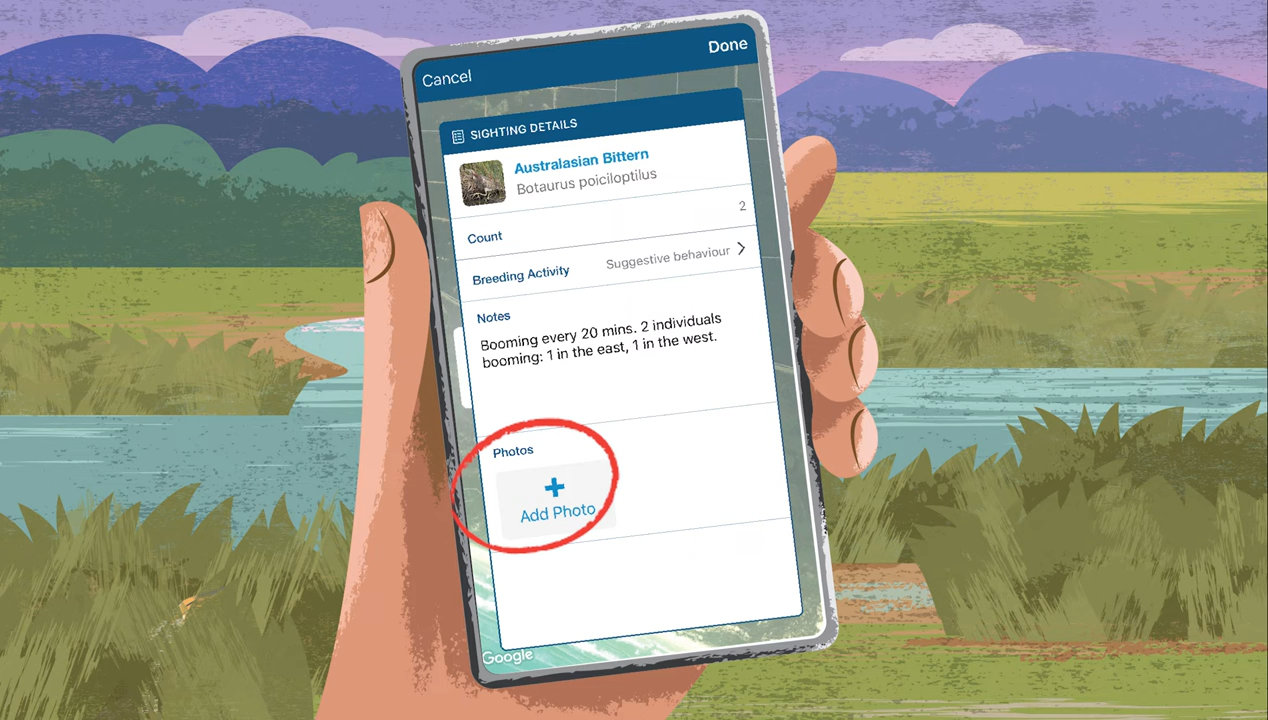 Cancel
Done
SIGHTING DETAILS
Australasian Bittern
Botaurus poiciloptilus
Count
2
Breeding Activity
Suggestive behaviour
Notes
Booming every 20 mins. 2 individuals
booming: 1 in the east, 1 in the west.
Photos
Add Photo
Google